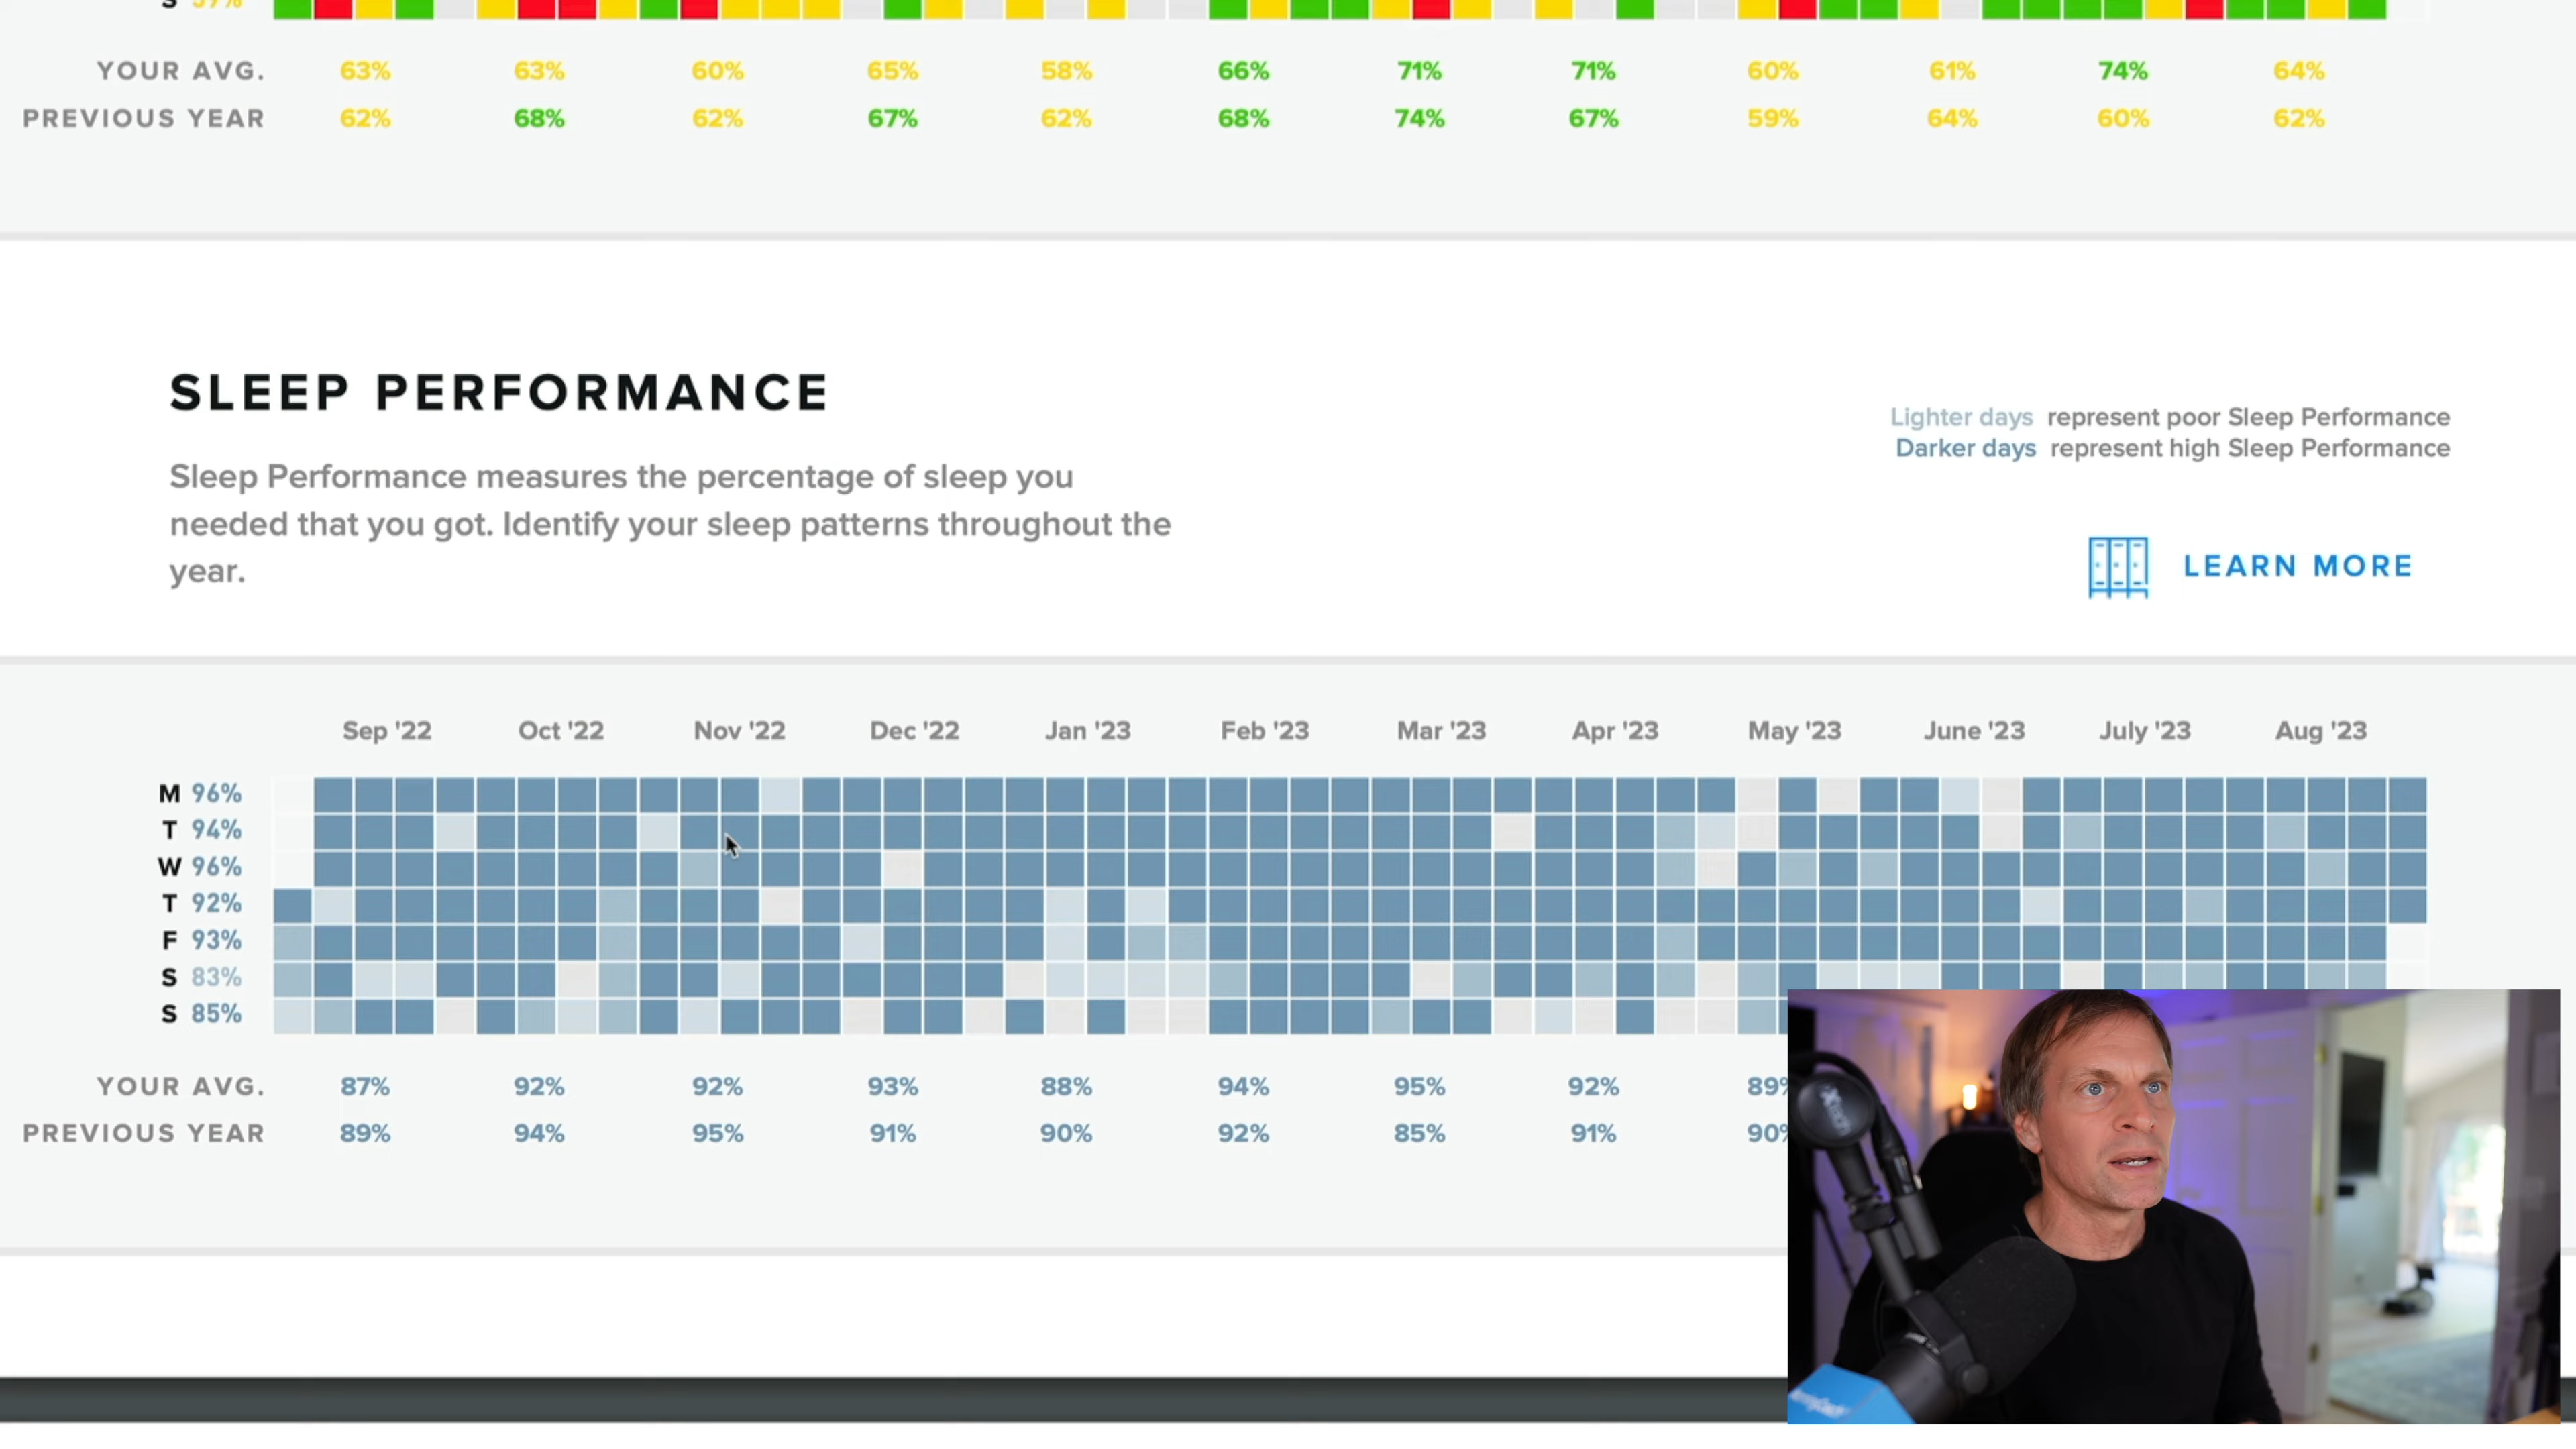 S 57%
YOUR AVG. 63% 63% 60% 65% 58% 66% 71% 71% 60% 61% 74% 64%
PREVIOUS YEAR 62% 68% 62% 67% 62% 68% 74% 67% 59% 64% 60% 62%
SLEEP PERFORMANCE
Sleep Performance measures the percentage of sleep you
needed that you got. Identify your sleep patterns throughout the
year.
Lighter days represent poor Sleep Performance
Darker days represent high Sleep Performance
LEARN MORE
Sep '22 Oct '22 Nov '22 Dec '22 Jan '23 Feb '23 Mar '23 Apr '23 May '23 June '23 July '23 Aug '23
M 96%
T 94%
W 96%
T 92%
F 93%
S 83%
S 85%
YOUR AVG. 87% 92% 92% 93% 88% 94% 95% 92% 89%
PREVIOUS YEAR 89% 94% 95% 91% 90% 92% 85% 91% 90%